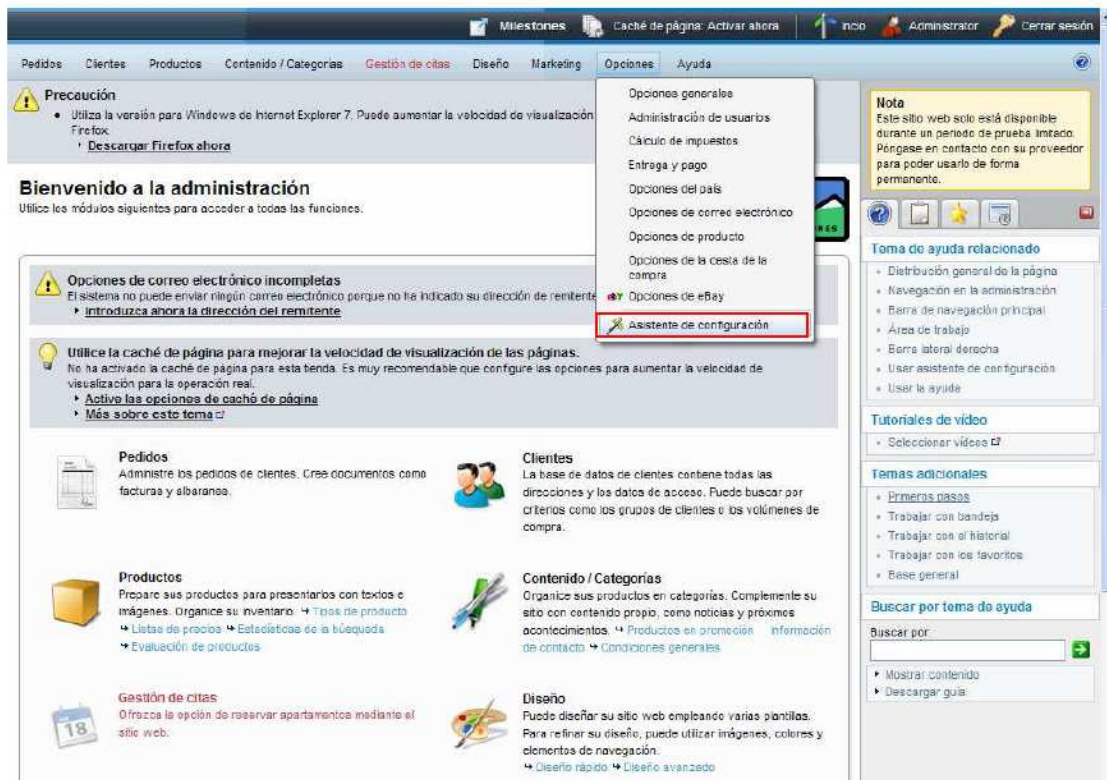 Milestones Caché de página: Activar ahora Inicio Administrator Cerrar sesión
Pedidos Clientes Productos Contenido / Categorías Gestión de citas Diseño Marketing Opciones Ayuda
Precaución
Utiliza la versión para Windows de Internet Explorer 7. Puede aumentar la velocidad de visualización
Firefox.
Descargar Firefox ahora
Bienvenido a la administración
Utilice los módulos siguientes para acceder a todas las funciones.
Opciones generales
Administración de usuarios
Cálculo de impuestos
Entrega y pago
Opciones del país
Opciones de correo electrónico
Opciones de producto
Opciones de la cesta de la
compra
Opciones de eBay
Asistente de configuración
Opciones de correo electrónico incompletas
El sistema no puede enviar ningún correo electrónico porque no ha indicado su dirección de remitente
Introduzca ahora la dirección del remitente
Utilice la caché de página para mejorar la velocidad de visualización de las páginas.
No ha activado la caché de página para esta tienda. Es muy recomendable que configure las opciones para aumentar la velocidad de
visualización para la operación real.
Active las opciones de caché de página
Más sobre este tema
Pedidos
Administre los pedidos de clientes. Cree documentos como
facturas y albaranes.
Clientes
La base de datos de clientes contiene todas las
direcciones y los datos de acceso. Puede buscar por
criterios como los grupos de clientes o los volúmenes de
compra.
Productos
Prepare sus productos para presentarlos con textos e
imágenes. Organice su inventario. Tipos de producto
Listas de precios Estadísticas de la búsqueda
Evaluación de productos
Contenido / Categorías
Organice sus productos en categorías. Complemente su
sitio con contenido propio, como noticias y próximos
acontecimientos. Productos en promoción Información
de contacto Condiciones generales
Gestión de citas
Ofrezca la opción de reservar apartamentos mediante el
sitio web.
18
Diseño
Puede diseñar su sitio web empleando varias plantillas.
Para refinar su diseño, puede utilizar imágenes, colores y
elementos de navegación.
Diseño rápido Diseño avanzado
Nota
Este sitio web solo está disponible
durante un periodo de prueba limitado.
Póngase en contacto con su proveedor
para poder usarlo de forma
permanente.
Tema de ayuda relacionado
Distribución general de la página
Navegación en la administración
Barra de navegación principal
Área de trabajo
Barra lateral derecha
Usar asistente de configuración
Usar la ayuda
Tutoriales de vídeo
Seleccionar vídeos
Temas adicionales
Primeros pasos
Trabajar con bandeja
Trabajar con el historial
Trabajar con los favoritos
Base general
Buscar por tema de ayuda
Buscar por
Mostrar contenido
Descargar guía